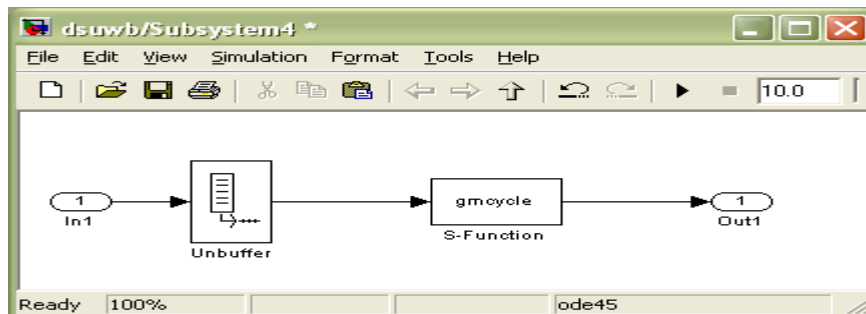 dsuwb/Subsystem4 *
File Edit View Simulation Format Tools Help
10.0
1
In1
Unbuffer
gmcycle
S-Function
1
Out1
Ready 100% ode45